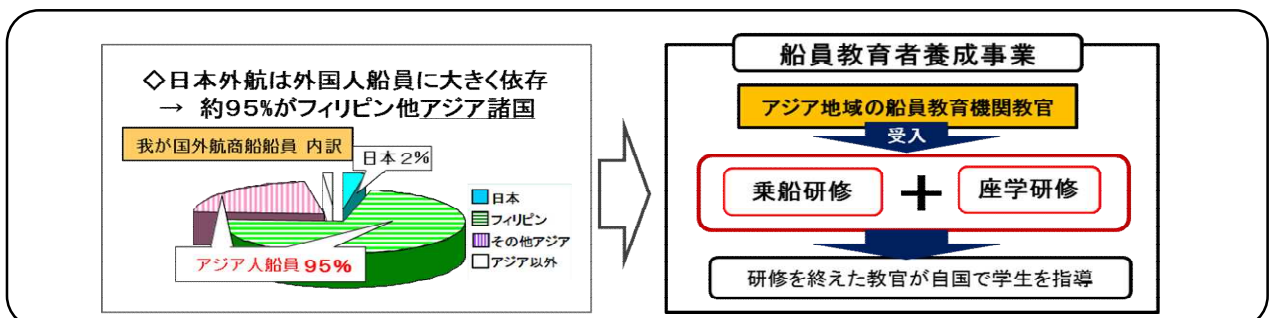 ◇日本外航は外国人船員に大きく依存
→ 約95%がフィリピン他アジア諸国
我が国外航商船船員 内訳
日本2%
日本
フィリピン
その他アジア
アジア以外
アジア人船員95%
船員教育者養成事業
アジア地域の船員教育機関教官
受入
乗船研修
+
座学研修
研修を終えた教官が自国で学生を指導